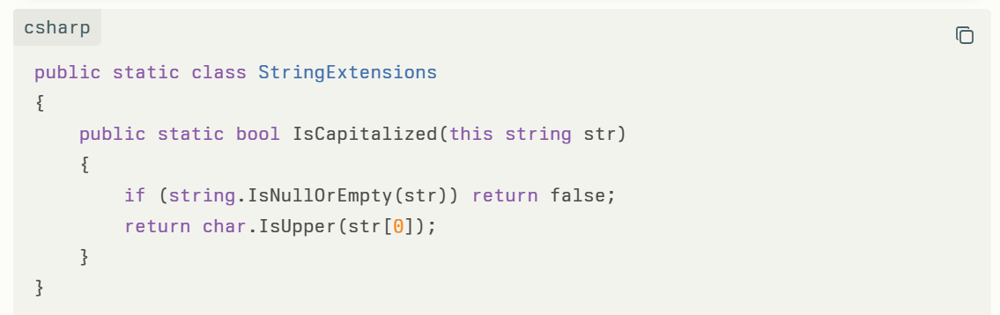 csharp
public static class StringExtensions
{
    public static bool IsCapitalized(this string str)
    {
        if (string.IsNullOrEmpty(str)) return false;
        return char.IsUpper(str[0]);
    }
}